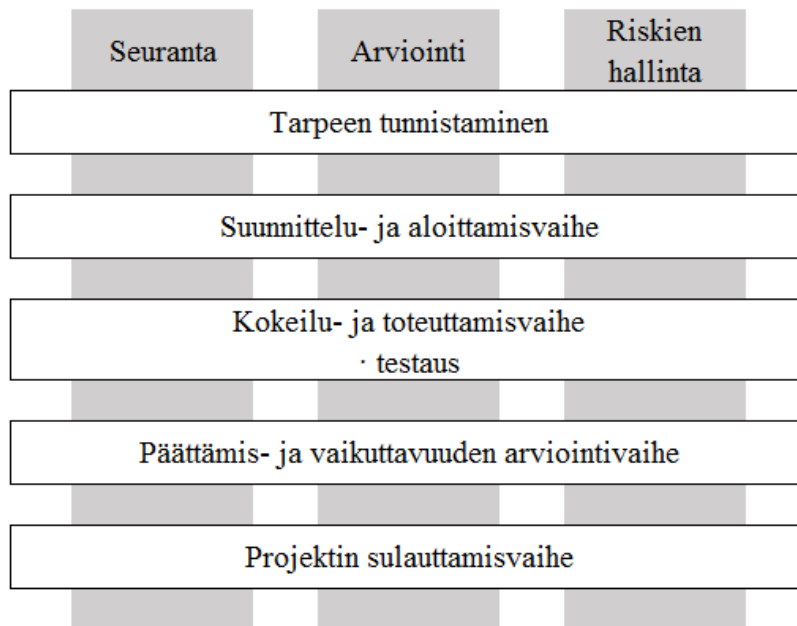 Seuranta
Arviointi
Riskien
hallinta
Tarpeen tunnistaminen
Suunnittelu- ja aloittamisvaihe
Kokeilu- ja toteuttamisvaihe
· testaus
Päättämis- ja vaikuttavuuden arviointivaihe
Projektin sulauttamisvaihe